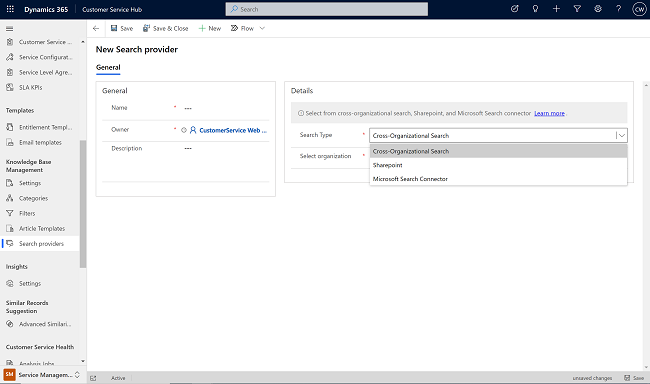 Dynamics 365 Customer Service Hub Search CW
Save Save & Close New Flow
New Search provider
General
Customer Service ...
Service Configurat...
Service Level Agre...
SLA KPIs
Templates
Entitlement Templ...
Email templates
Knowledge Base
Management
Settings
Categories
Filters
Article Templates
Search providers
Insights
Settings
Similar Records
Suggestion
Advanced Similari...
Customer Service Health
Analysis Jobs
SM Service Managem...
General
Name * ---
Owner * CustomerService Web ...
Description ---
Details
Select from cross-organizational search, Sharepoint, and Microsoft Search connector Learn more .
Search Type * Cross-Organizational Search
Select organization *
Cross-Organizational Search
Sharepoint
Microsoft Search Connector
Active unsaved changes Save